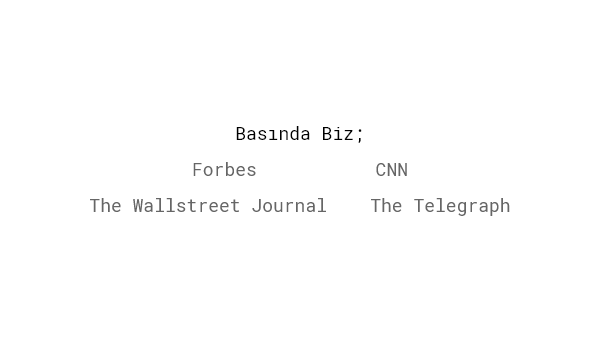 Basında Biz;
Forbes CNN
The Wallstreet Journal The Telegraph